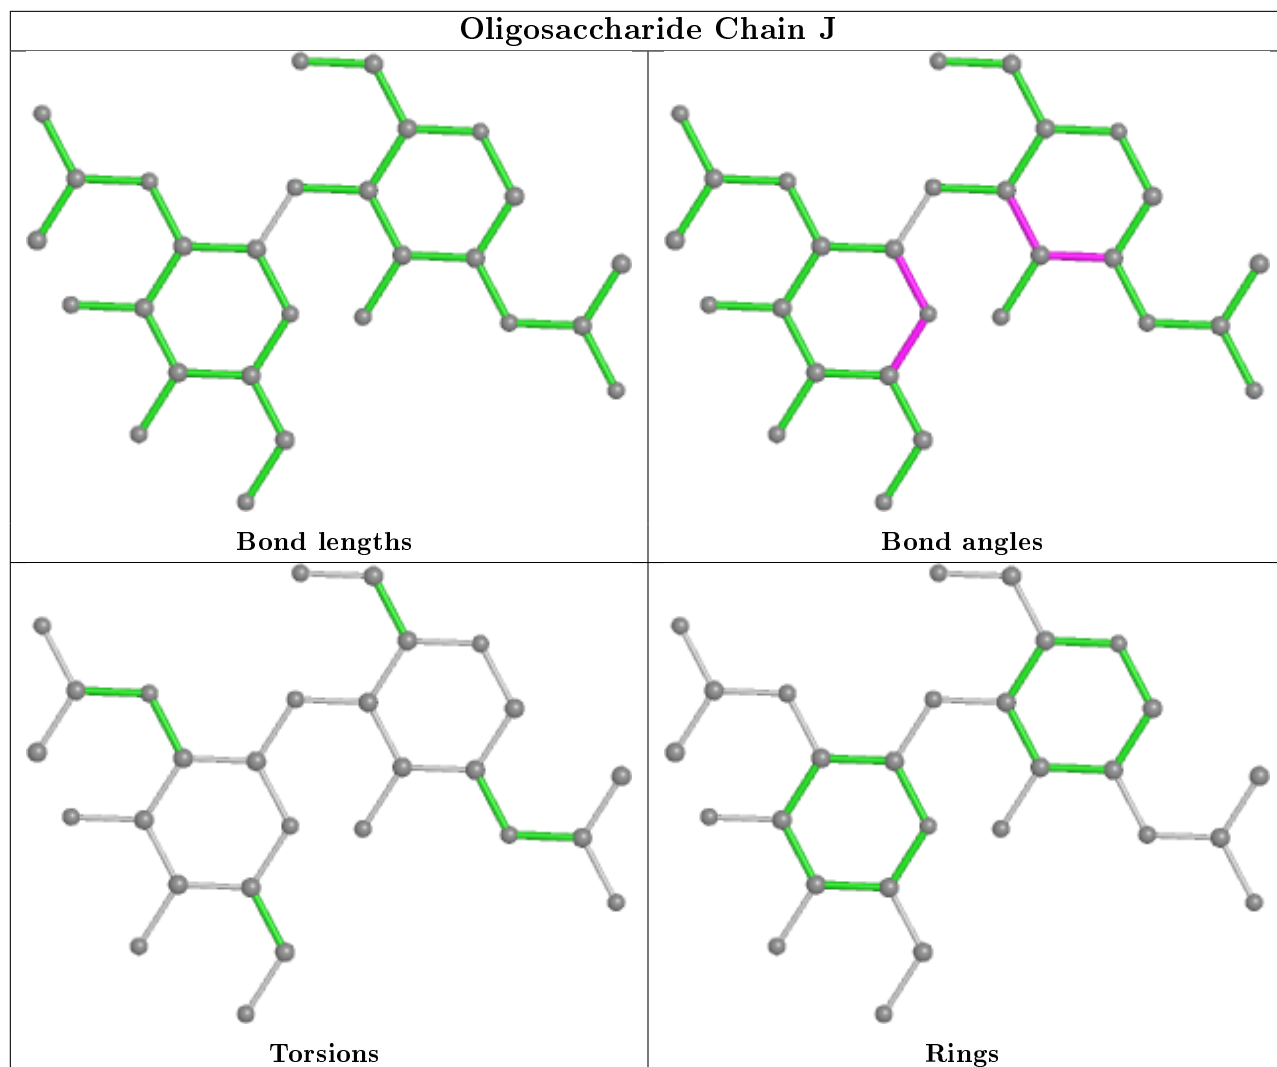 Oligosaccharide Chain J
Bond lengths
Bond angles
Torsions
Rings